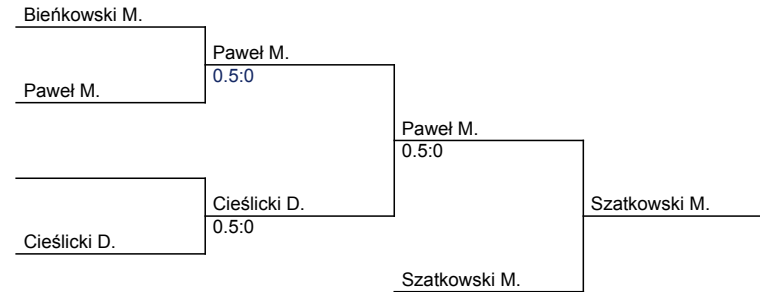 Bieńkowski M.
Paweł M.
0.5:0
Paweł M.
Paweł M.
0.5:0
Cieślicki D.
0.5:0
Szatkowski M.
Cieślicki D.
Szatkowski M.